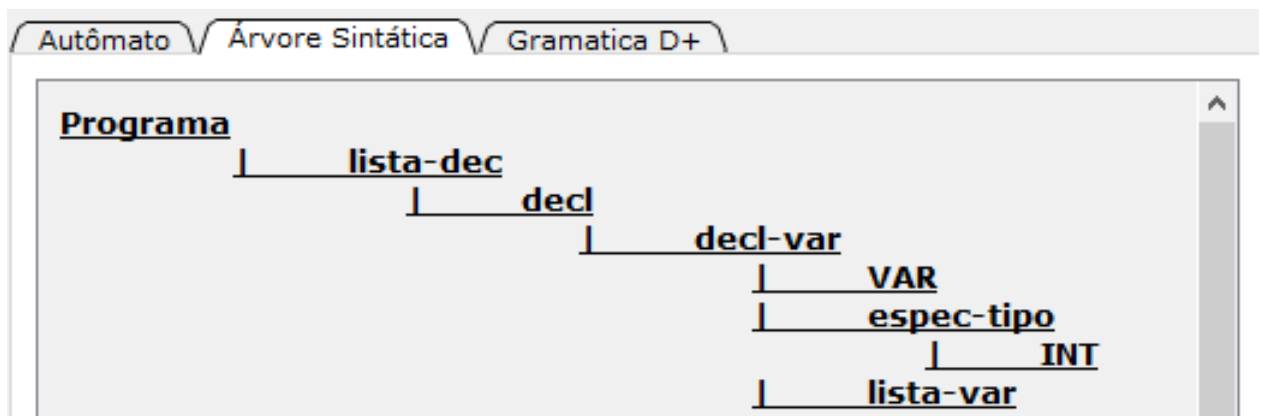 Autômato Árvore Sintática Gramatica D+
Programa
| lista-dec
| decl
| decl-var
| VAR
| espec-tipo
| INT
| lista-var